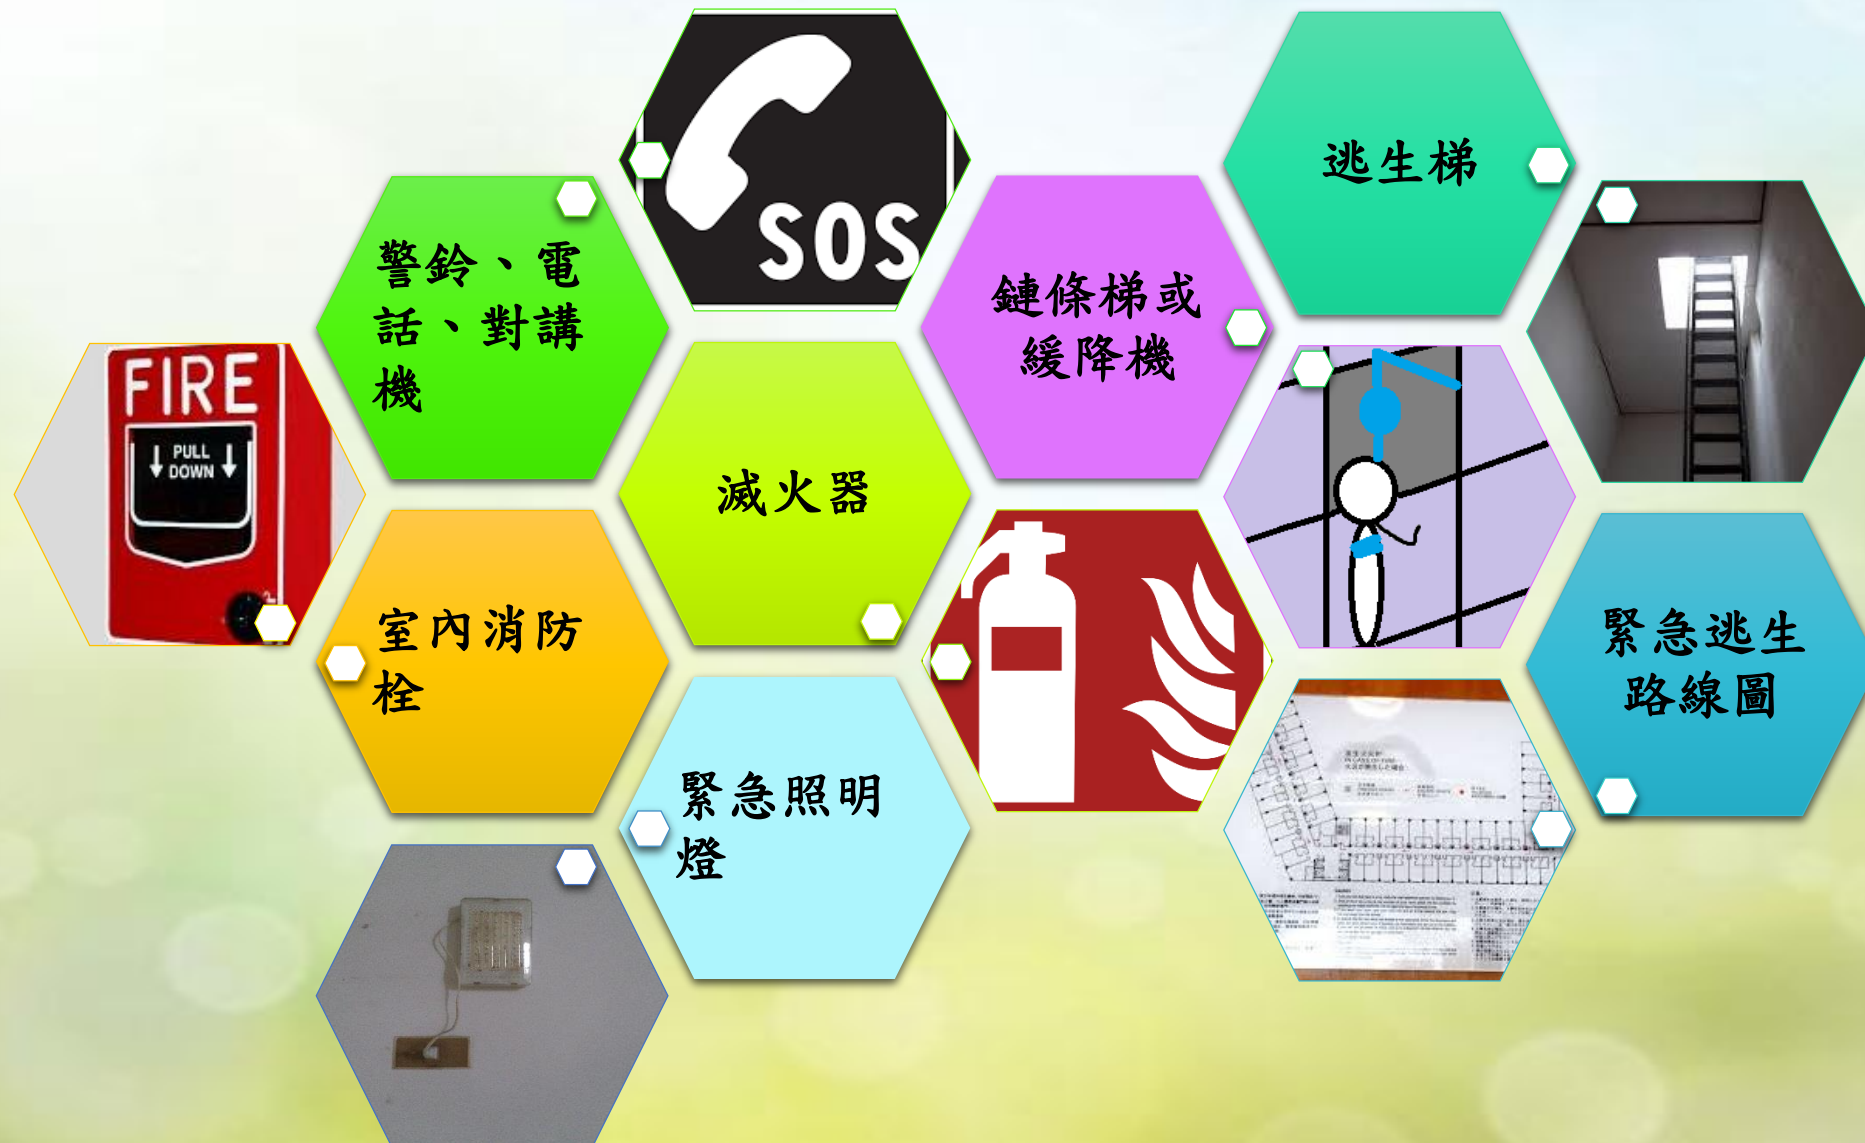 SOS
逃生梯
警鈴、電
話、對講
機
鏈條梯或
緩降機
FIRE
PULL
DOWN
滅火器
室內消防
栓
緊急逃生
路線圖
緊急照明
燈